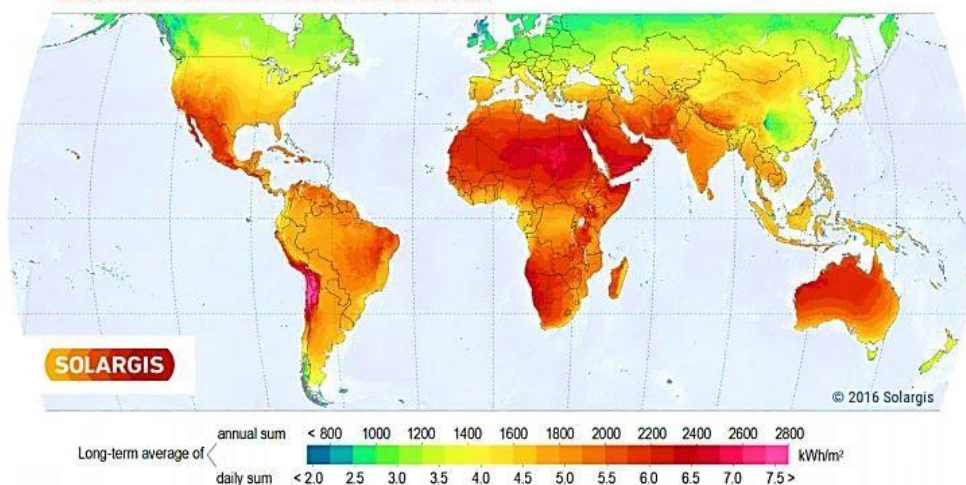 SOLARGIS
© 2016 Solargis
annual sum < 800 1000 1200 1400 1600 1800 2000 2200 2400 2600 2800
Long-term average of kWh/m²
daily sum < 2.0 2.5 3.0 3.5 4.0 4.5 5.0 5.5 6.0 6.5 7.0 7.5 >